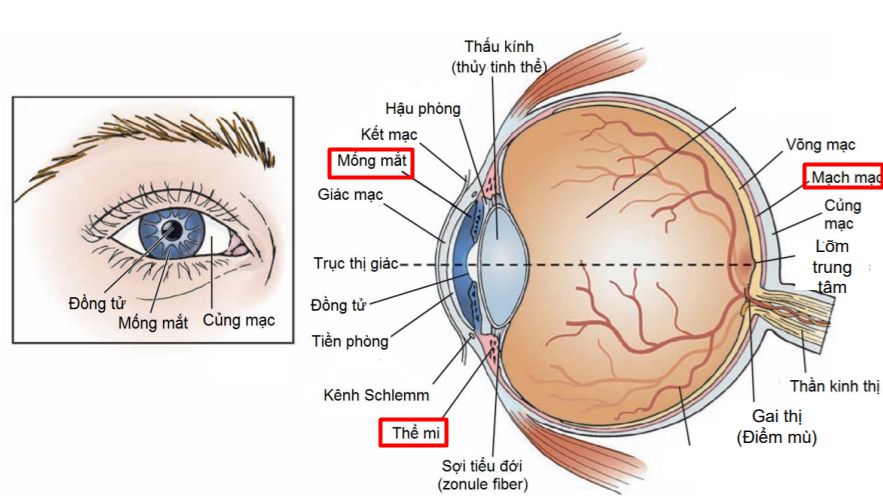 Đồng tử
Mống mắt
Củng mạc
Thấu kính
(thủy tinh thể)
Hậu phòng
Kết mạc
Mống mắt
Giác mạc
Trục thị giác
Đồng tử
Tiền phòng
Kênh Schlemm
Thể mi
Sợi tiểu đới
(zonule fiber)
Võng mạc
Mạch mạc
Củng
mạc
Lỡm
trung
tâm
Thần kinh thị
Gai thị
(Điểm mù)